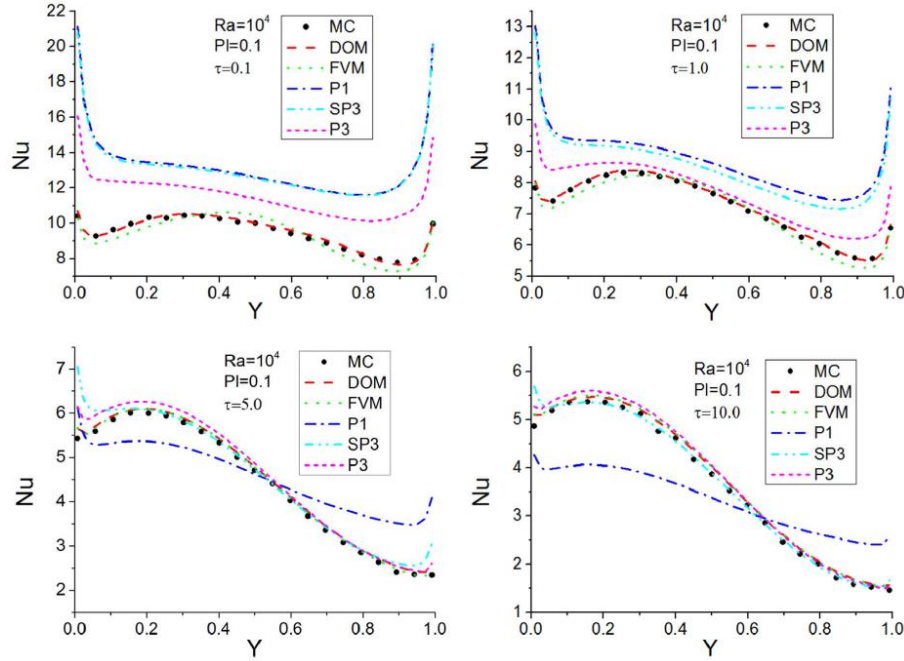 22
20
18
16
14
12
10
8
Nu
Ra=10⁴
Pl=0.1
τ=0.1
MC
DOM
FVM
P1
SP3
P3
0.0 0.2 0.4 0.6 0.8 1.0
Y
13
12
11
10
9
8
7
6
5
Nu
Ra=10⁴
Pl=0.1
τ=1.0
MC
DOM
FVM
P1
SP3
P3
0.0 0.2 0.4 0.6 0.8 1.0
Y
7
6
5
4
3
2
Nu
Ra=10⁴
Pl=0.1
τ=5.0
MC
DOM
FVM
P1
SP3
P3
0.0 0.2 0.4 0.6 0.8 1.0
Y
7
6
5
4
3
2
1
Nu
Ra=10⁴
Pl=0.1
τ=10.0
MC
DOM
FVM
P1
SP3
P3
0.0 0.2 0.4 0.6 0.8 1.0
Y